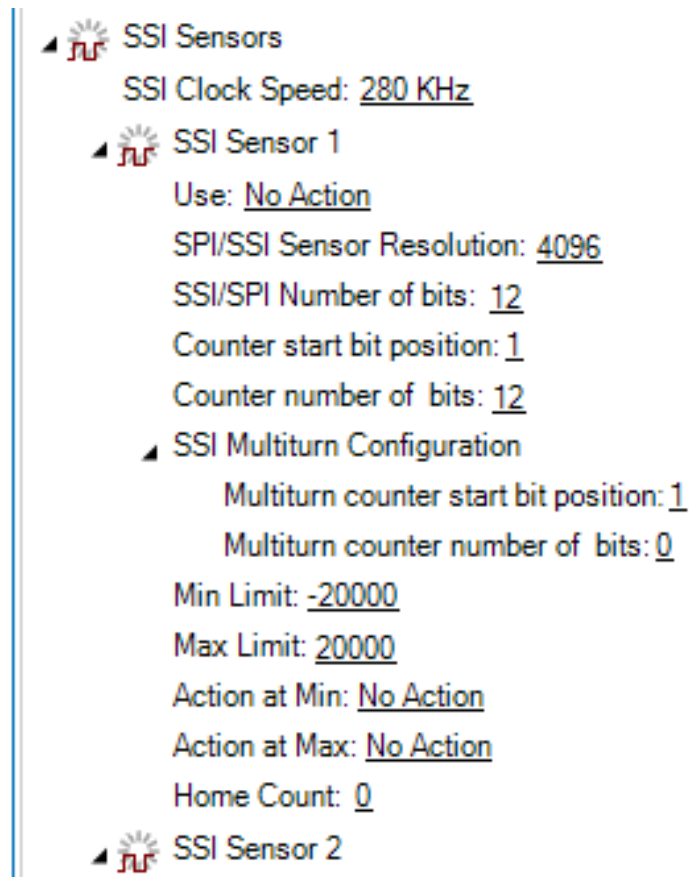 SSI Sensors
SSI Clock Speed: 280 KHz
SSI Sensor 1
Use: No Action
SPI/SSI Sensor Resolution: 4096
SSI/SPI Number of bits: 12
Counter start bit position: 1
Counter number of bits: 12
SSI Multiturn Configuration
Multiturn counter start bit position: 1
Multiturn counter number of bits: 0
Min Limit: -20000
Max Limit: 20000
Action at Min: No Action
Action at Max: No Action
Home Count: 0
SSI Sensor 2